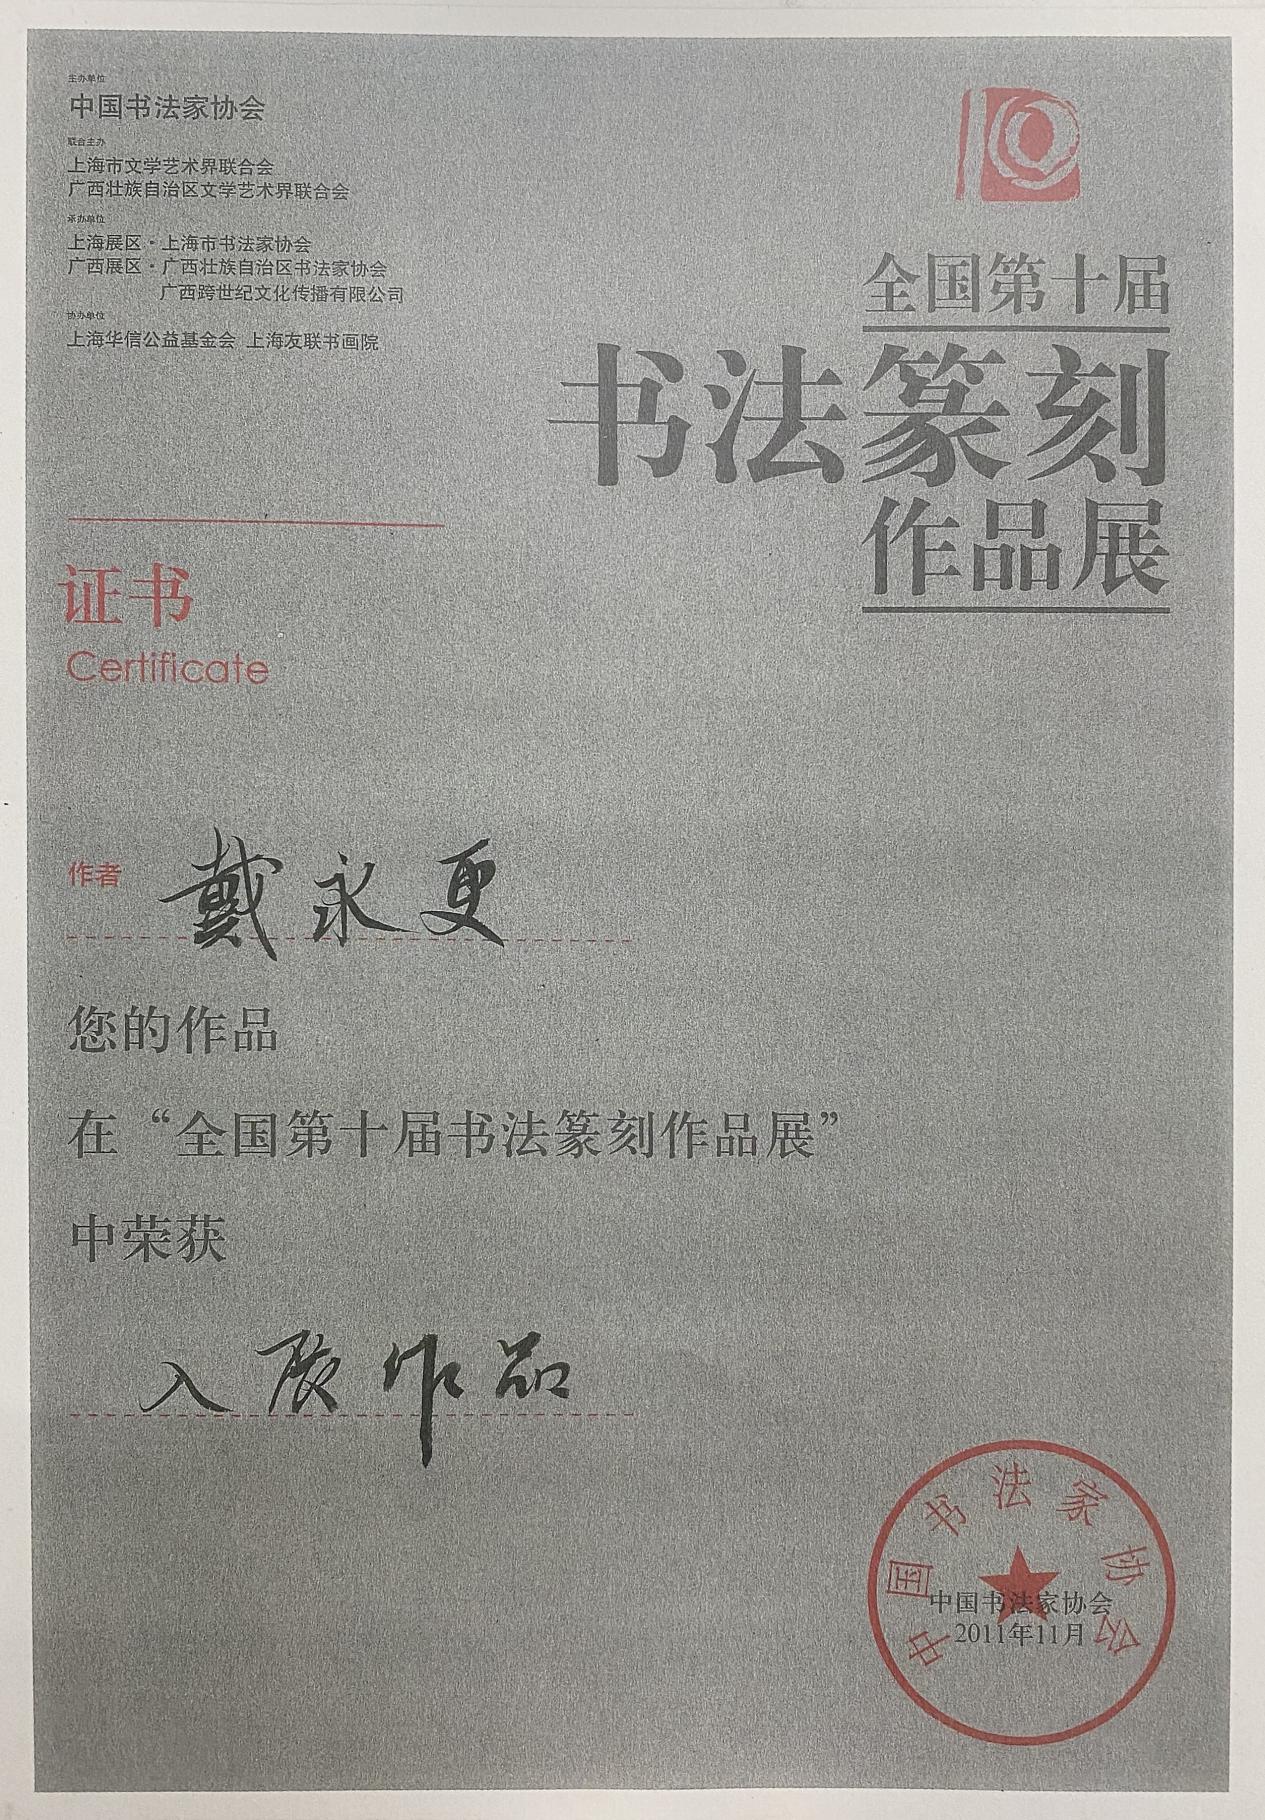 主办单位
中国书法家协会
联合主办
上海市文学艺术界联合会
广西壮族自治区文学艺术界联合会
承办单位
上海展区·上海市书法家协会
广西展区·广西壮族自治区书法家协会
广西跨世纪文化传播有限公司
协办单位
上海华信公益基金会 上海友联书画院
全国第十届
书法篆刻
作品展
证书
Certificate
作者 戴永更
您的作品
在“全国第十届书法篆刻作品展”
中荣获
入展作品
中国书法家协会
中国书法家协会
2011年11月